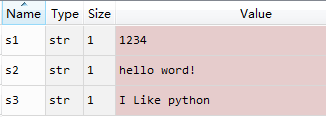 Name Type Size Value
s1 str 1 1234
s2 str 1 hello word!
s3 str 1 I Like python